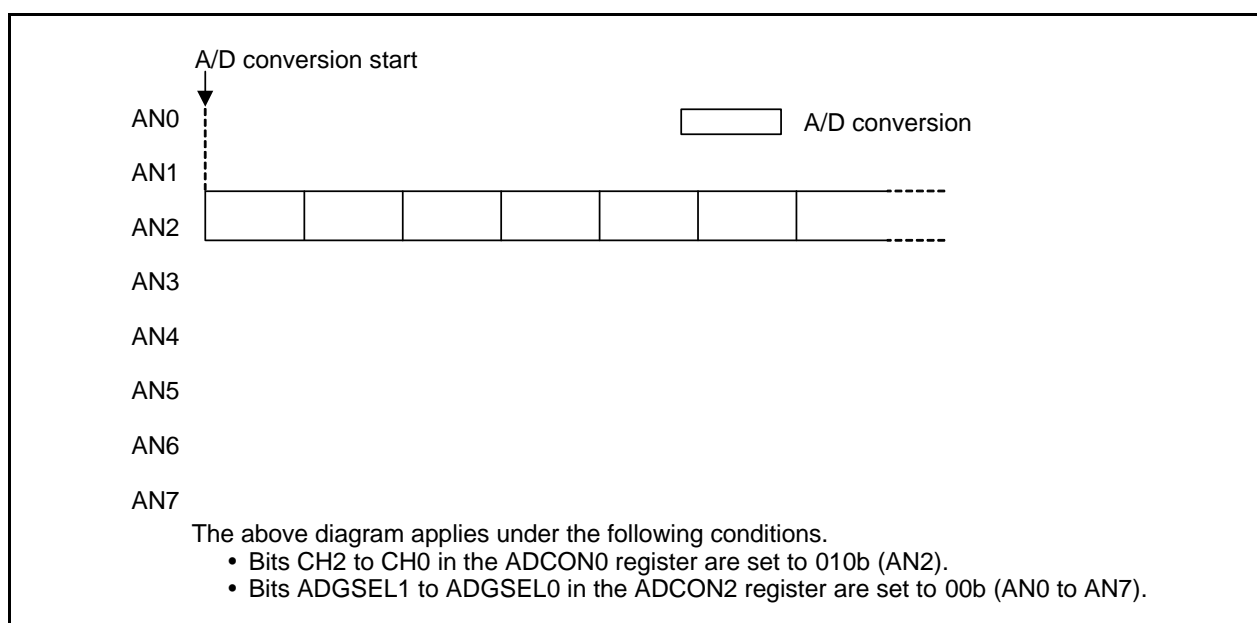 A/D conversion start
AN0
A/D conversion
AN1
AN2
AN3
AN4
AN5
AN6
AN7
The above diagram applies under the following conditions.
• Bits CH2 to CH0 in the ADCON0 register are set to 010b (AN2).
• Bits ADGSEL1 to ADGSEL0 in the ADCON2 register are set to 00b (AN0 to AN7).